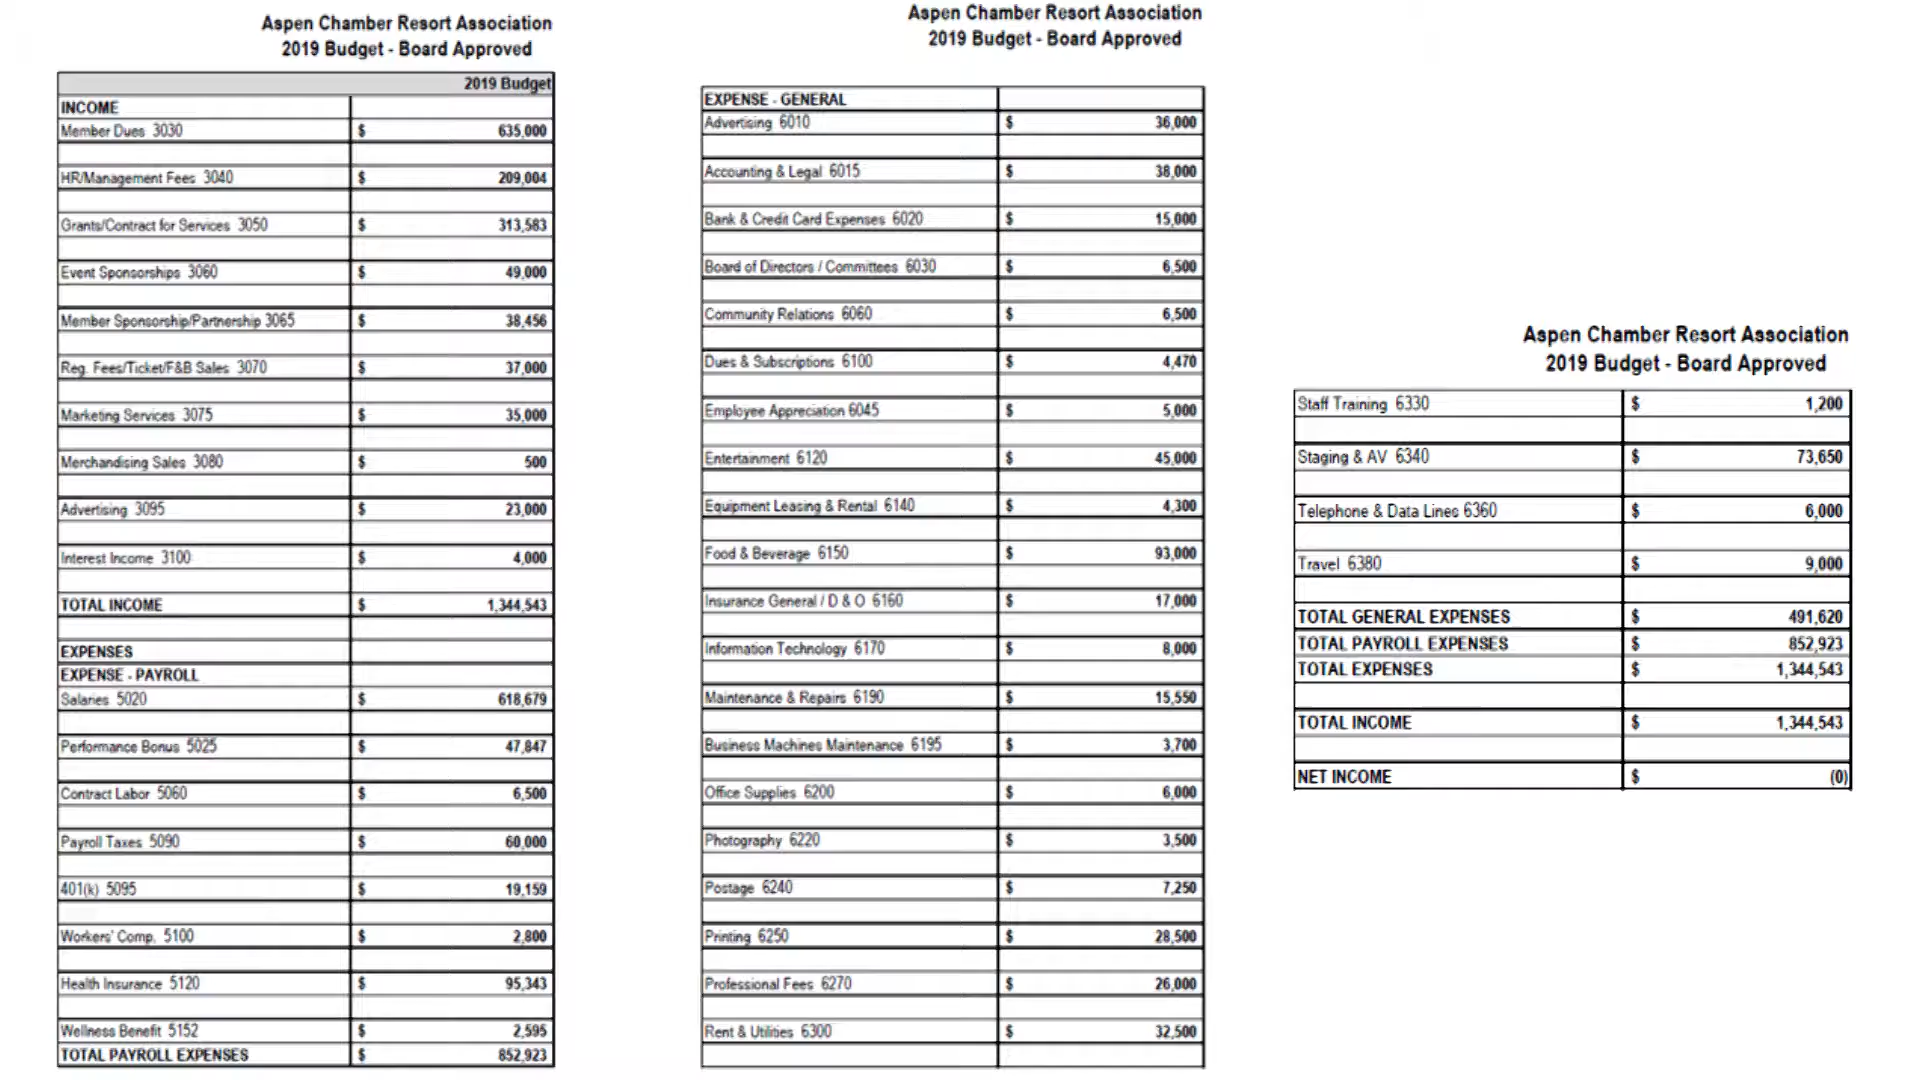 Aspen Chamber Resort Association
2019 Budget - Board Approved
2019 Budget
INCOME
Member Dues 3030 $ 635,000
HR/Management Fees 3040 $ 209,004
Grants/Contract for Services 3050 $ 313,583
Event Sponsorships 3060 $ 49,000
Member Sponsorship/Partnership 3065 $ 38,456
Reg. Fees/Ticket/F&B Sales 3070 $ 37,000
Marketing Services 3075 $ 35,000
Merchandising Sales 3080 $ 500
Advertising 3095 $ 23,000
Interest Income 3100 $ 4,000
TOTAL INCOME $ 1,344,543
EXPENSES
EXPENSE - PAYROLL
Salaries 5020 $ 618,679
Performance Bonus 5025 $ 47,847
Contract Labor 5060 $ 6,500
Payroll Taxes 5090 $ 60,000
401(k) 5095 $ 19,159
Workers' Comp. 5100 $ 2,800
Health Insurance 5120 $ 95,343
Wellness Benefit 5152 $ 2,595
TOTAL PAYROLL EXPENSES $ 852,923
Aspen Chamber Resort Association
2019 Budget - Board Approved
EXPENSE - GENERAL
Advertising 6010 $ 36,000
Accounting & Legal 6015 $ 38,000
Bank & Credit Card Expenses 6020 $ 15,000
Board of Directors / Committees 6030 $ 6,500
Community Relations 6060 $ 6,500
Dues & Subscriptions 6100 $ 4,470
Employee Appreciation 6045 $ 5,000
Entertainment 6120 $ 45,000
Equipment Leasing & Rental 6140 $ 4,300
Food & Beverage 6150 $ 93,000
Insurance General / D & O 6160 $ 17,000
Information Technology 6170 $ 8,000
Maintenance & Repairs 6190 $ 15,550
Business Machines Maintenance 6195 $ 3,700
Office Supplies 6200 $ 6,000
Photography 6220 $ 3,500
Postage 6240 $ 7,250
Printing 6250 $ 28,500
Professional Fees 6270 $ 26,000
Rent & Utilities 6300 $ 32,500
Aspen Chamber Resort Association
2019 Budget - Board Approved
Staff Training 6330 $ 1,200
Staging & AV 6340 $ 73,650
Telephone & Data Lines 6360 $ 6,000
Travel 6380 $ 9,000
TOTAL GENERAL EXPENSES $ 491,620
TOTAL PAYROLL EXPENSES $ 852,923
TOTAL EXPENSES $ 1,344,543
TOTAL INCOME $ 1,344,543
NET INCOME $ (0)